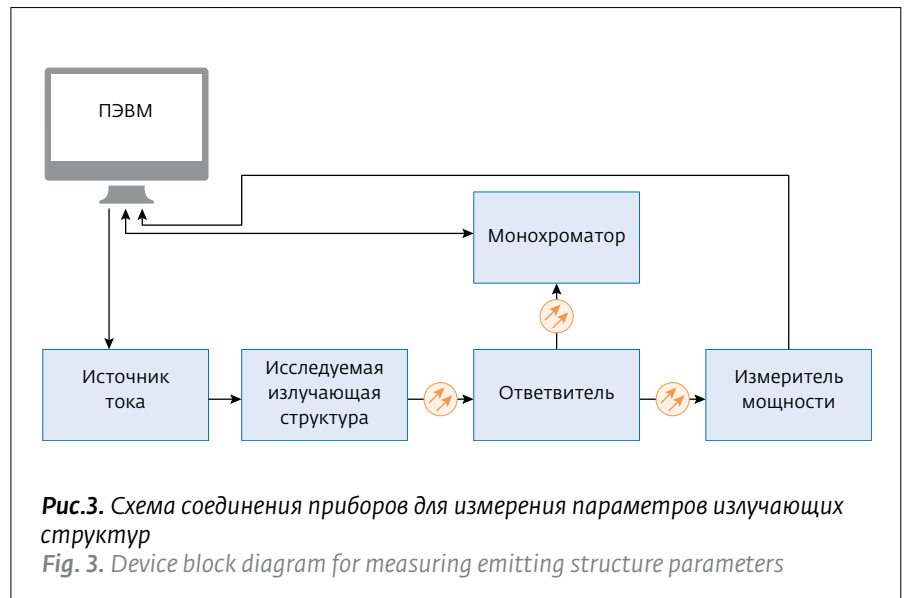 ПЭВМ
Монохроматор
Источник
тока
Исследуемая
излучающая
структура
Ответвитель
Измеритель
мощности
Рис.3. Схема соединения приборов для измерения параметров излучающих
структур
Fig. 3. Device block diagram for measuring emitting structure parameters